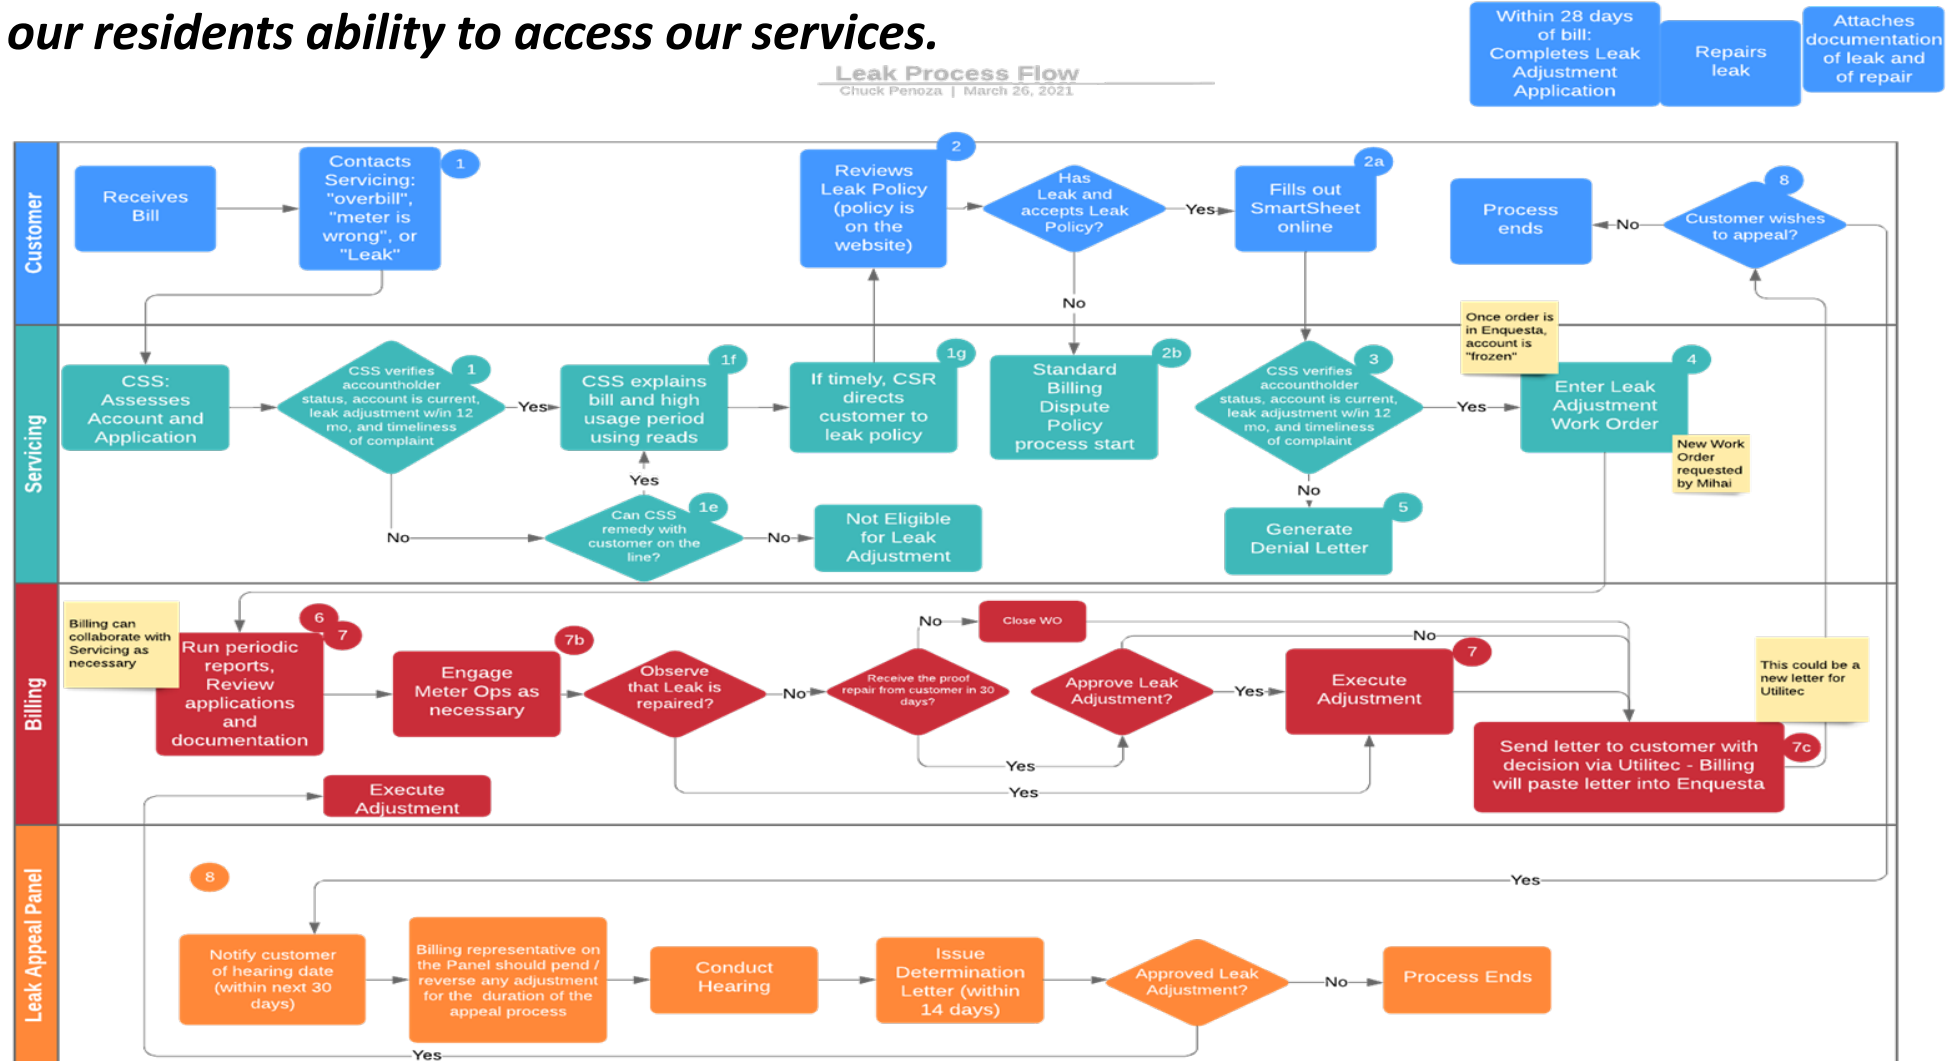 our residents ability to access our services.
Within 28 days
of bill:
Completes Leak
Adjustment
Application
Repairs
leak
Attaches
documentation
of leak and
of repair
Leak Process Flow
Chuck Penoza | March 26, 2021
Customer
Receives
Bill
Contacts
Servicing:
"overbill",
"meter is
wrong", or
"Leak"
1
Reviews
Leak Policy
(policy is
on the
website)
2
Has
Leak and
accepts Leak
Policy?
Yes
No
Fills out
SmartSheet
online
2a
Process
ends
No
Customer wishes
to appeal?
8
Servicing
CSS:
Assesses
Account and
Application
CSS verifies
accountholder
status, account is current,
leak adjustment w/in 12
mo, and timeliness
of complaint
1
Yes
No
CSS explains
bill and high
usage period
using reads
1f
Yes
Can CSS
remedy with
customer on the
line?
1e
No
Not Eligible
for Leak
Adjustment
If timely, CSR
directs
customer to
leak policy
1g
Standard
Billing
Dispute
Policy
process start
2b
CSS verifies
accountholder
status, account is current,
leak adjustment w/in 12
mo, and timeliness
of complaint
3
Yes
No
Generate
Denial Letter
5
Once order is
in Enquesta,
account is
"frozen"
Enter Leak
Adjustment
Work Order
4
New Work
Order
requested
by Mihai
Billing
Billing can
collaborate with
Servicing as
necessary
6
7
Run periodic
reports,
Review
applications
and
documentation
Engage
Meter Ops as
necessary
7b
Observe
that Leak is
repaired?
No
Yes
Receive the proof
repair from customer in 30
days?
No
Close WO
Yes
Approve Leak
Adjustment?
No
Yes
Execute
Adjustment
7
This could be a
new letter for
Utilitec
Send letter to customer with
decision via Utilitec - Billing
will paste letter into Enquesta
7c
Execute
Adjustment
Leak Appeal Panel
8
Yes
Notify customer
of hearing date
(within next 30
days)
Billing representative on
the Panel should pend /
reverse any adjustment
for the duration of the
appeal process
Conduct
Hearing
Issue
Determination
Letter (within
14 days)
Approved Leak
Adjustment?
No
Process Ends
Yes